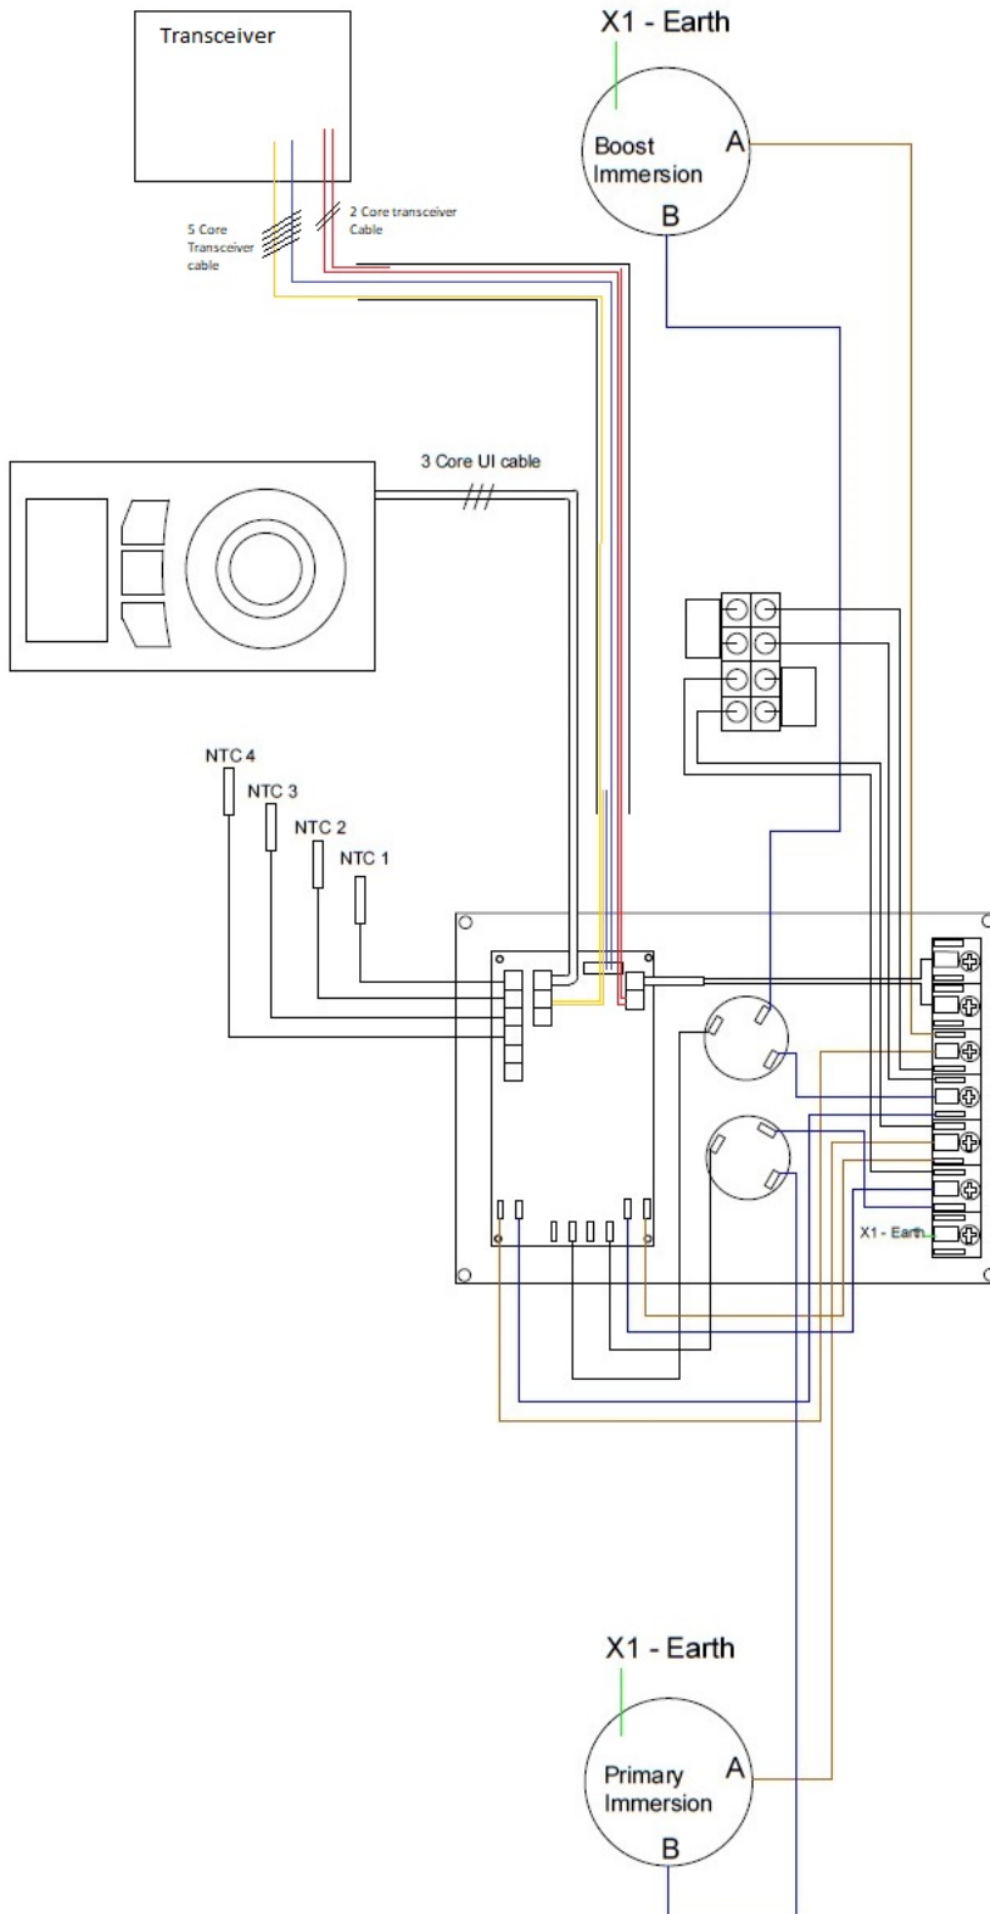 X1 - Earth
Transceiver
Boost
Immersion
A
B
2 Core transceiver
Cable
5 Core
Transceiver
cable
3 Core UI cable
NTC 4
NTC 3
NTC 2
NTC 1
X1 - Earth
X1 - Earth
Primary
Immersion
A
B